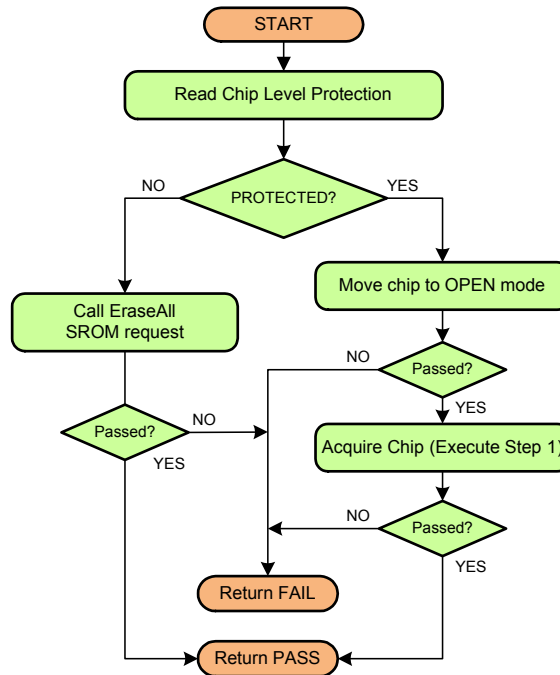 START
Read Chip Level Protection
NO
YES
PROTECTED?
Call EraseAll
SROM request
Move chip to OPEN mode
NO
Passed?
YES
Passed?
NO
YES
Acquire Chip (Execute Step 1)
NO
Passed?
YES
Return FAIL
Return PASS